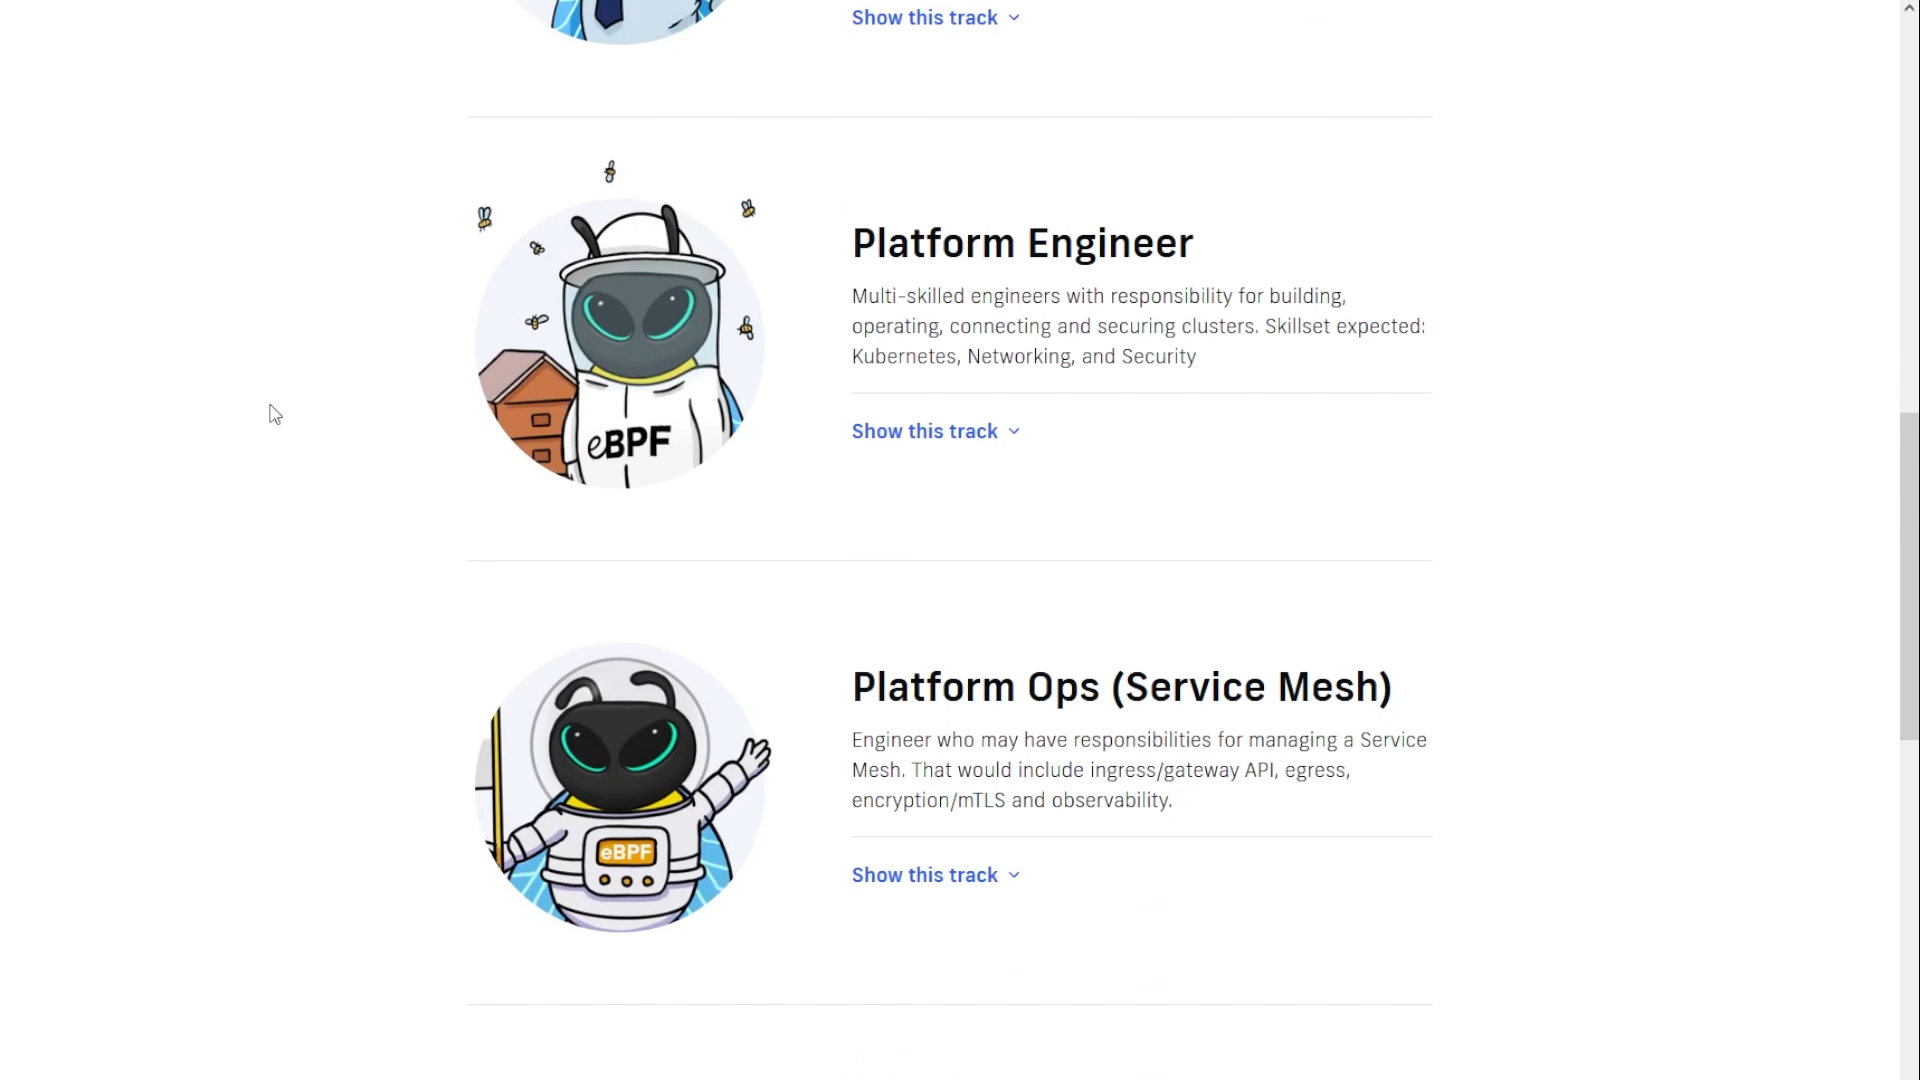 Show this track
Platform Engineer
Multi-skilled engineers with responsibility for building,
operating, connecting and securing clusters. Skillset expected:
Kubernetes, Networking, and Security
eBPF
Show this track
Platform Ops (Service Mesh)
Engineer who may have responsibilities for managing a Service
Mesh. That would include ingress/gateway API, egress,
encryption/mTLS and observability.
eBPF
Show this track